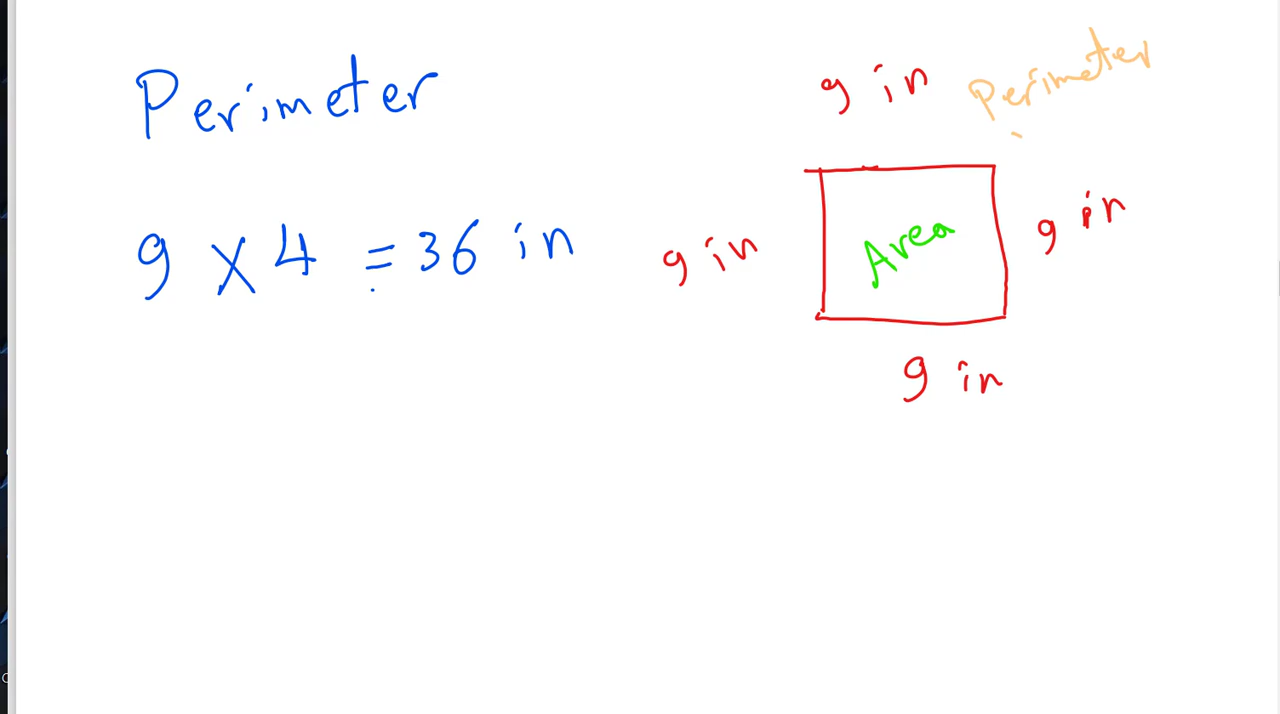 Perimeter
9 in
Perimeter
9 x 4 = 36 in
9 in
Area
9 in
9 in